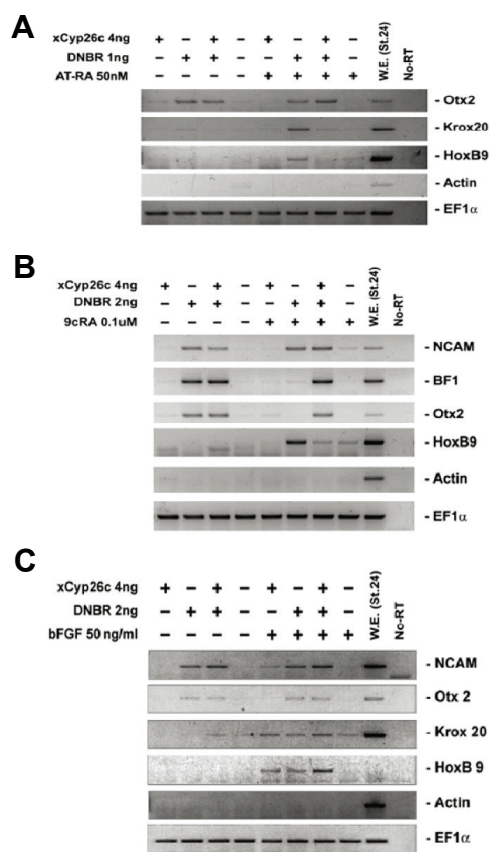 A
xCyp26c 4ng + − − − + − + − W.E. (St.24) No-RT
DNBR 1ng − + + − − + + −
AT-RA 50nM − − − − + + + +
- Otx2
- Krox20
- HoxB9
- Actin
- EF1α
B
xCyp26c 4ng + − + − + − + − W.E. (St.24) No-RT
DNBR 2ng − + + − − + + −
9cRA 0.1uM − − − − + + + +
- NCAM
- BF1
- Otx2
- HoxB9
- Actin
- EF1α
C
xCyp26c 4ng + − + − + − + − W.E. (St.24) No-RT
DNBR 2ng − + + − − + + −
bFGF 50 ng/ml − − − − + + + +
- NCAM
- Otx 2
- Krox 20
- HoxB 9
- Actin
- EF1α